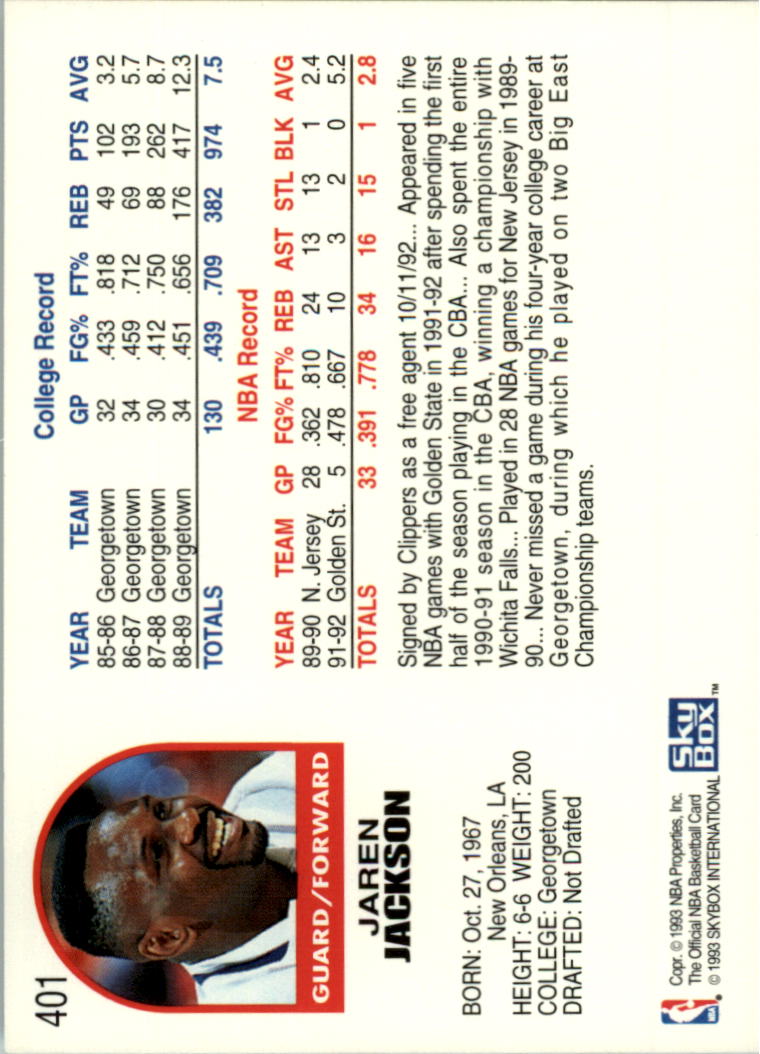 401
GUARD/FORWARD
JAREN
JACKSON
BORN: Oct. 27, 1967
New Orleans, LA
HEIGHT: 6-6 WEIGHT: 200
COLLEGE: Georgetown
DRAFTED: Not Drafted
College Record
YEAR TEAM GP FG% FT% REB PTS AVG
85-86 Georgetown 32 .433 .818 49 102 3.2
86-87 Georgetown 34 .459 .712 69 193 5.7
87-88 Georgetown 30 .412 .750 88 262 8.7
88-89 Georgetown 34 .451 .656 176 417 12.3
TOTALS 130 .439 .709 382 974 7.5
NBA Record
YEAR TEAM GP FG% FT% REB AST STL BLK AVG
89-90 N. Jersey 28 .362 .810 24 13 13 1 2.4
91-92 Golden St. 5 .478 .667 10 3 2 0 5.2
TOTALS 33 .391 .778 34 16 15 1 2.8
Signed by Clippers as a free agent 10/11/92... Appeared in five
NBA games with Golden State in 1991-92 after spending the first
half of the season playing in the CBA... Also spent the entire
1990-91 season in the CBA, winning a championship with
Wichita Falls... Played in 28 NBA games for New Jersey in 1989-
90... Never missed a game during his four-year college career at
Georgetown, during which he played on two Big East
Championship teams.
NBA
Copr. © 1993 NBA Properties, Inc.
The Official NBA Basketball Card
© 1993 SKYBOX INTERNATIONAL
SKY
BOX
TM